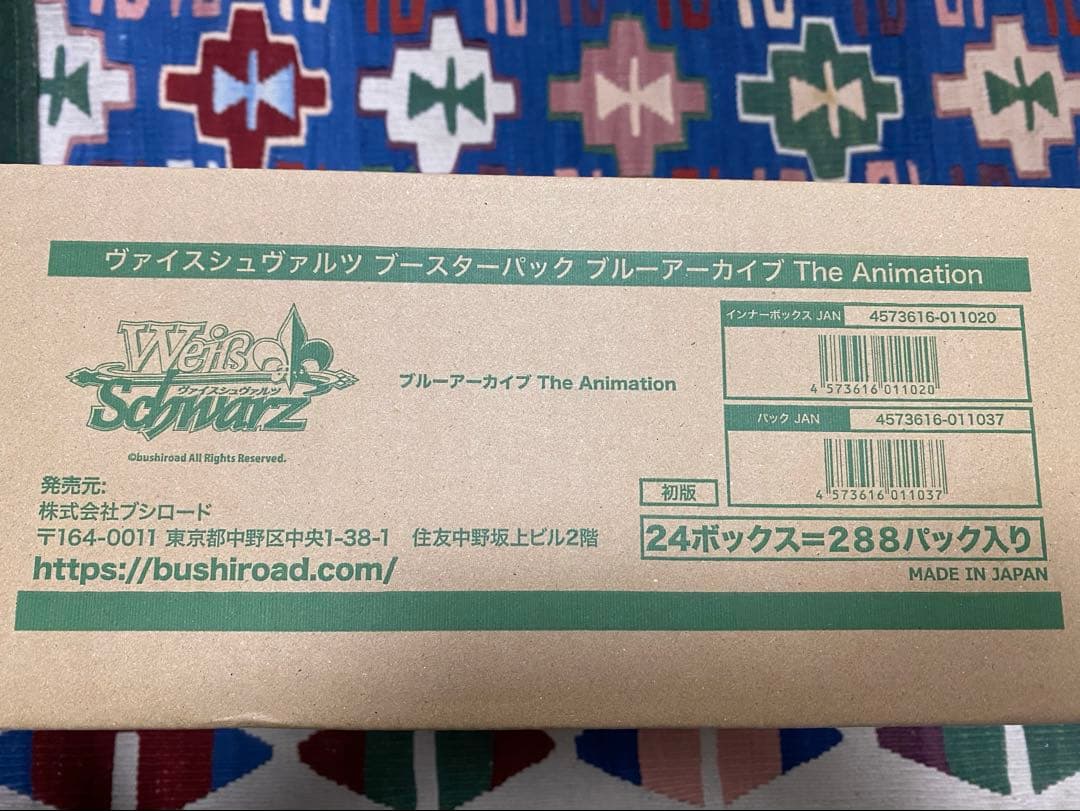 ヴァイスシュヴァルツ ブースターパック ブルーアーカイブ The Animation
Weiß
ヴァイスシュヴァルツ
Schwarz
©bushiroad All Rights Reserved.
ブルーアーカイブ The Animation
インナーボックス JAN 4573616-011020
4 573616 011020
パック JAN 4573616-011037
4 573616 011037
発売元:
株式会社ブシロード
〒164-0011 東京都中野区中央1-38-1 住友中野坂上ビル2階
https://bushiroad.com/
初版
24ボックス=288パック入り
MADE IN JAPAN